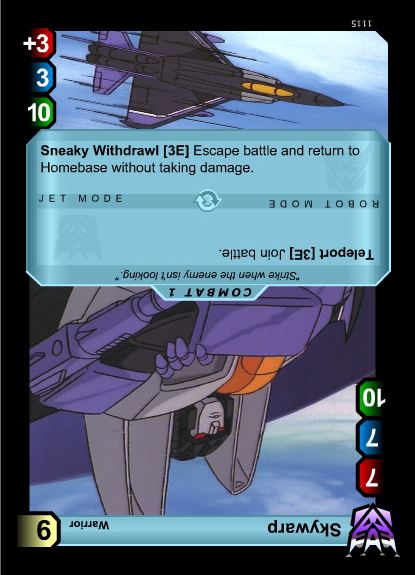 +3
3
10
Sneaky Withdrawl [3E] Escape battle and return to
Homebase without taking damage.
JET MODE
Skywarp
Warrior
6
7
7
10
COMBAT 1
"Strike when the enemy isn't looking."
Teleport [3E] Join battle.
ROBOT MODE
1115